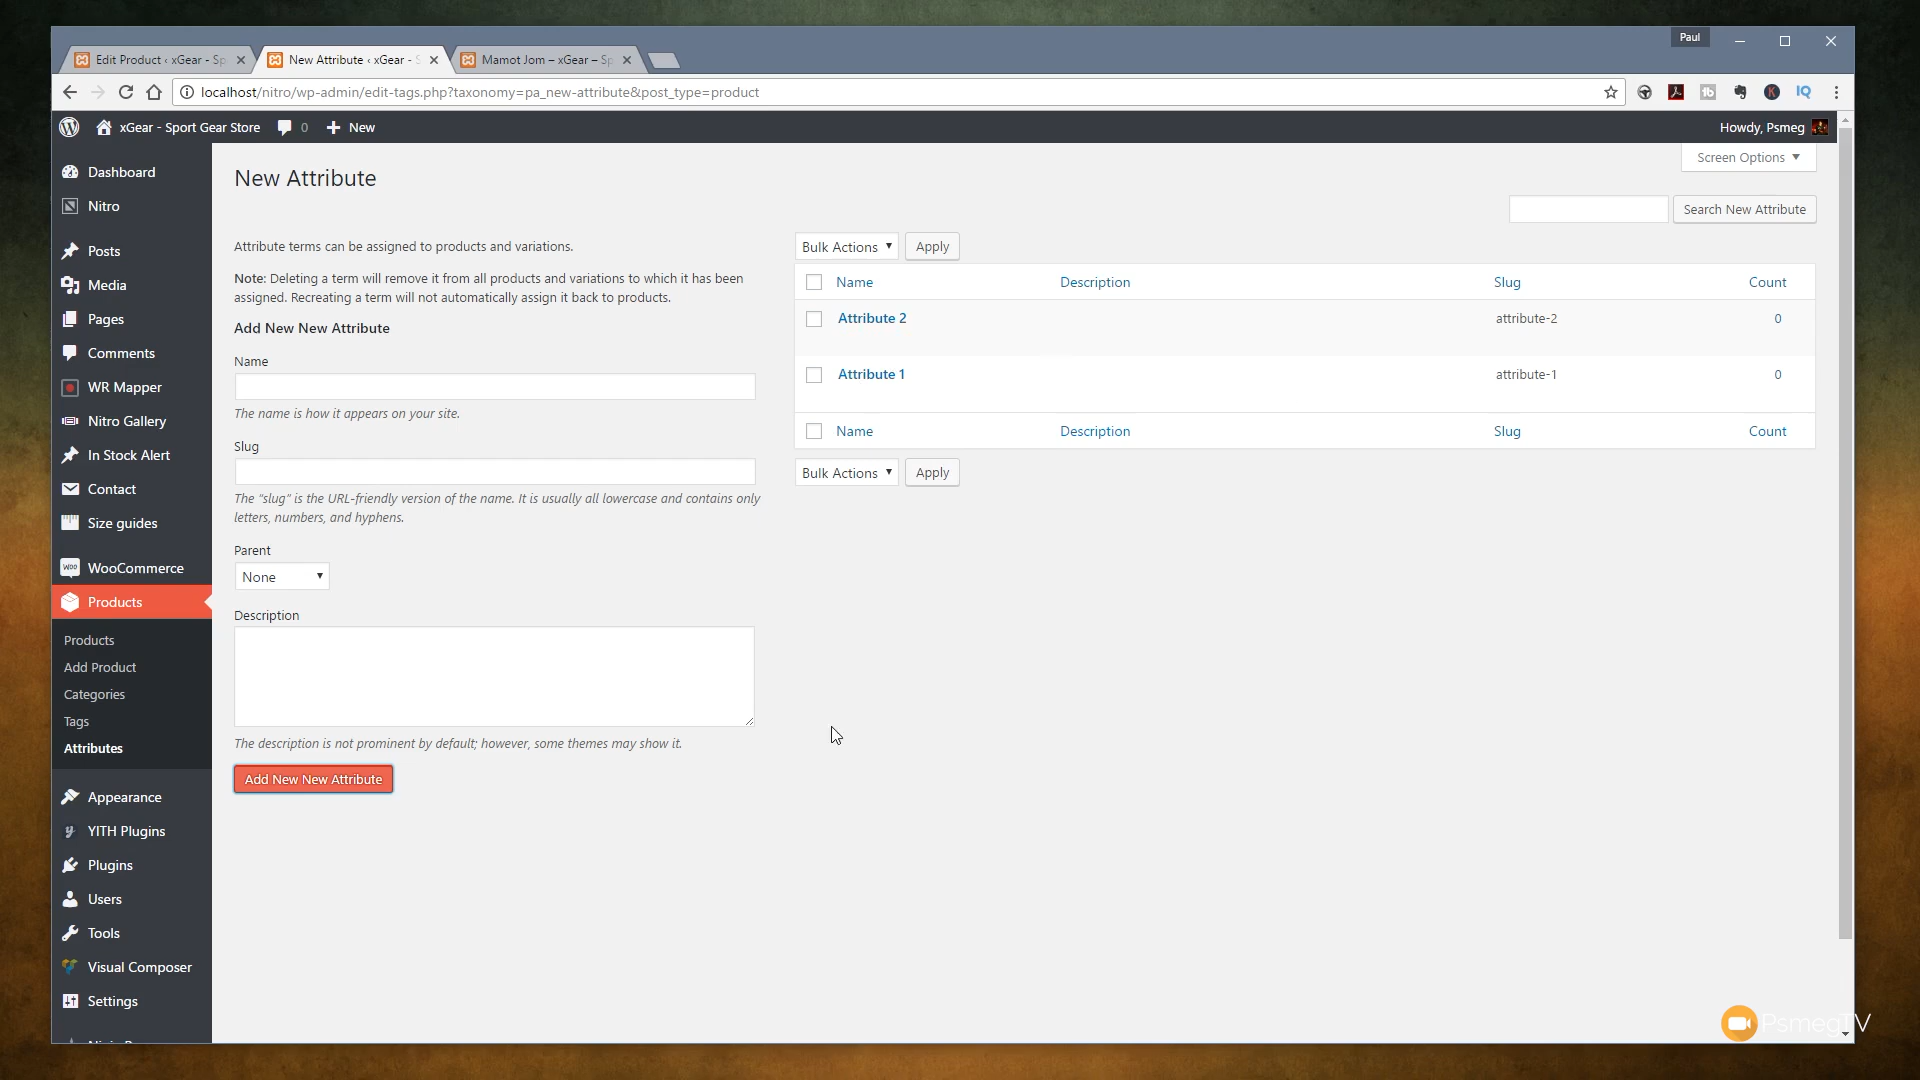 Paul
Edit Product ‹ xGear - Sp
New Attribute ‹ xGear - S
Mamot Jom – xGear – Sp
localhost/nitro/wp-admin/edit-tags.php?taxonomy=pa_new-attribute&post_type=product
IQ
xGear - Sport Gear Store
0
New
Howdy, Psmeg
Screen Options
Dashboard
Nitro
Posts
Media
Pages
Comments
WR Mapper
Nitro Gallery
In Stock Alert
Contact
Size guides
WooCommerce
Products
Products
Add Product
Categories
Tags
Attributes
Appearance
YITH Plugins
Plugins
Users
Tools
Visual Composer
Settings
New Attribute
Search New Attribute
Attribute terms can be assigned to products and variations.
Note: Deleting a term will remove it from all products and variations to which it has been
assigned. Recreating a term will not automatically assign it back to products.
Add New New Attribute
Name
The name is how it appears on your site.
Slug
The “slug” is the URL-friendly version of the name. It is usually all lowercase and contains only
letters, numbers, and hyphens.
Parent
None
Description
The description is not prominent by default; however, some themes may show it.
Add New New Attribute
Bulk Actions Apply
Name Description Slug Count
Attribute 2 attribute-2 0
Attribute 1 attribute-1 0
Name Description Slug Count
Bulk Actions Apply
PsmegTV